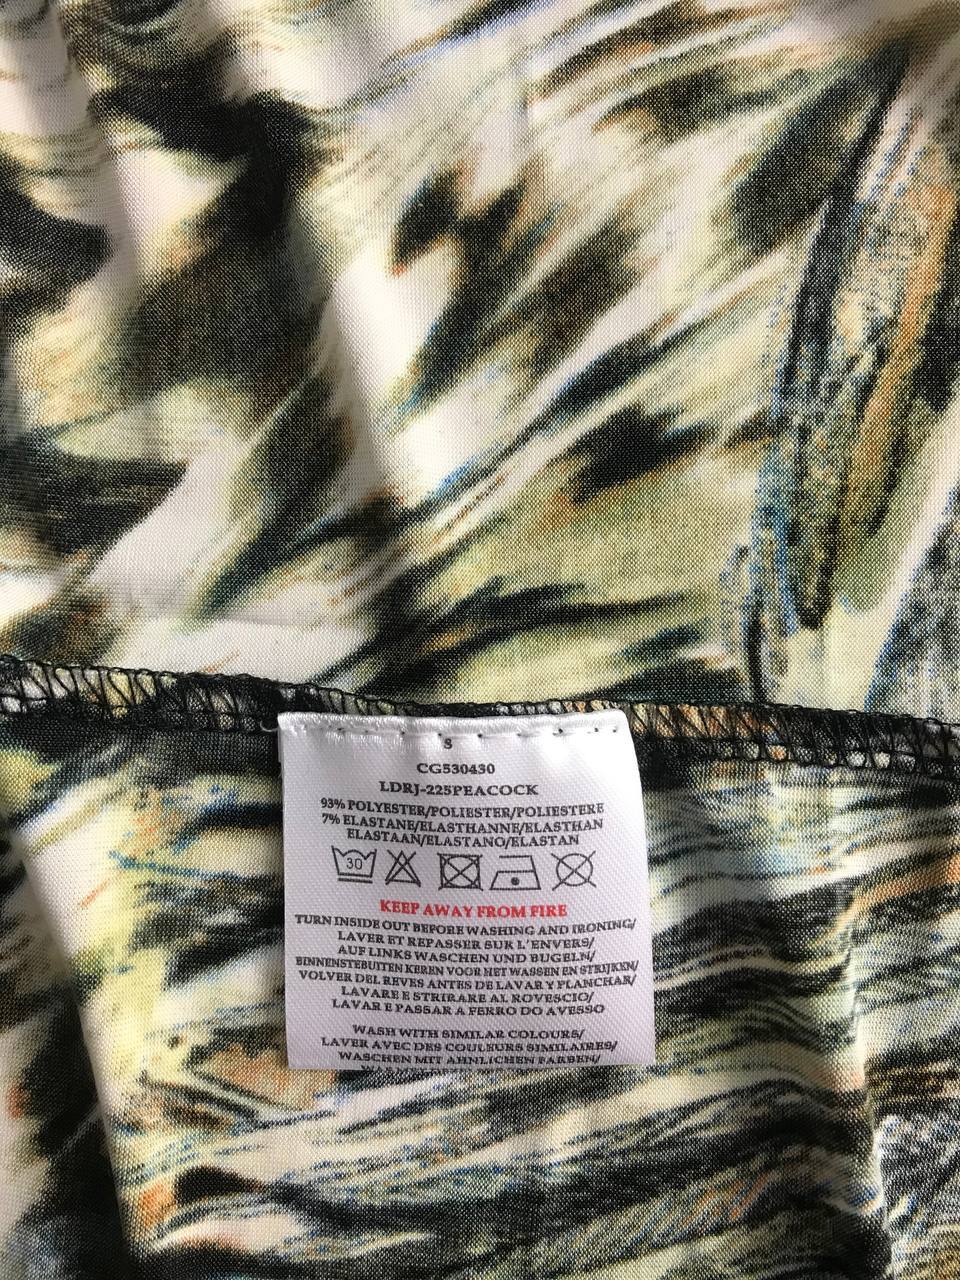 S
CG530430
LDRJ-225PEACOCK
93% POLYESTER/POLIESTER/POLIESTERE
7% ELASTANE/ELASTHANNE/ELASTHAN
ELASTAAN/ELASTANO/ELASTAN
30
KEEP AWAY FROM FIRE
TURN INSIDE OUT BEFORE WASHING AND IRONING/
LAVER ET REPASSER SUR L'ENVERS/
AUF LINKS WASCHEN UND BUGELN/
BINNENSTEBUITEN KEREN VOOR HET WASSEN EN STRIJKEN/
VOLVER DEL REVES ANTES DE LAVAR Y PLANCHAR/
LAVARE E STRIRARE AL ROVESCIO/
LAVAR E PASSAR A FERRO DO AVESSO
WASH WITH SIMILAR COLOURS/
LAVER AVEC DES COULEURS SIMILAIRES/
WASCHEN MIT AHNLICHEN FARBEN/